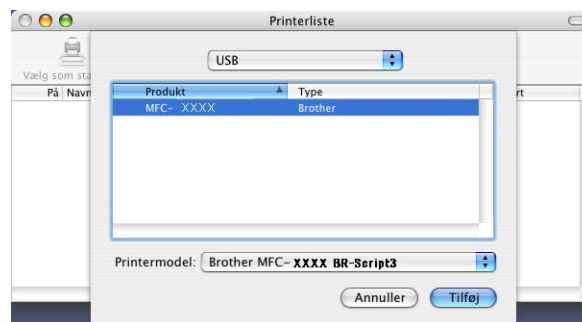 Printerliste
USB
Vælg som sta
På Navn
rt
Produkt Type
MFC- XXXX Brother
Printermodel: Brother MFC- XXXX BR-Script3
Annuller Tilføj